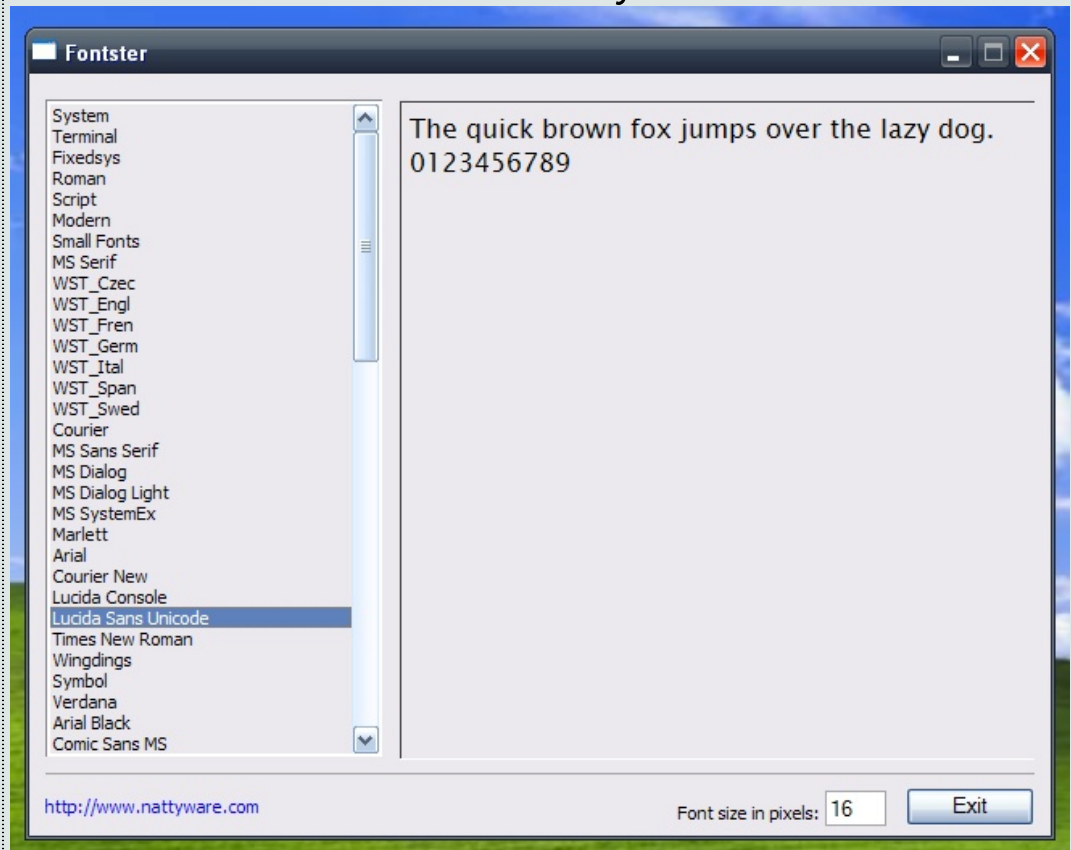 Fontster
System
Terminal
Fixedsys
Roman
Script
Modern
Small Fonts
MS Serif
WST_Czec
WST_Engl
WST_Fren
WST_Germ
WST_Ital
WST_Span
WST_Swed
Courier
MS Sans Serif
MS Dialog
MS Dialog Light
MS SystemEx
Marlett
Arial
Courier New
Lucida Console
Lucida Sans Unicode
Times New Roman
Wingdings
Symbol
Verdana
Arial Black
Comic Sans MS
The quick brown fox jumps over the lazy dog.
0123456789
http://www.nattyware.com
Font size in pixels: 16
Exit